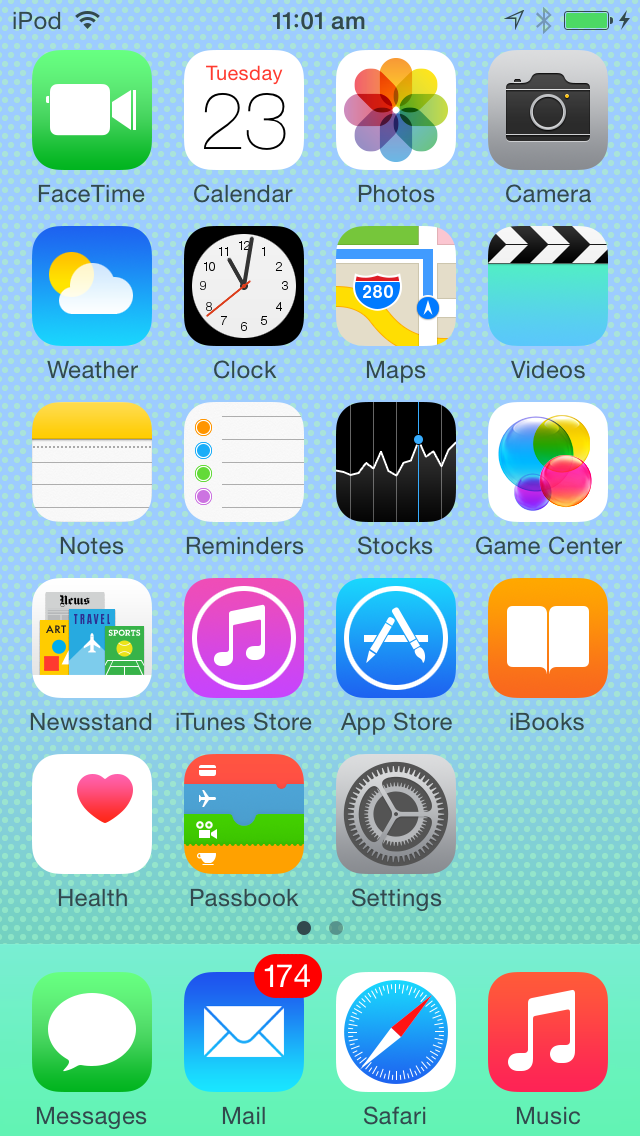 iPod 11:01 am
Tuesday
23
FaceTime Calendar Photos Camera
12
11 1
10 2
9 3
8 4
7 5
6
280
Weather Clock Maps Videos
Notes Reminders Stocks Game Center
News
TRAVEL
ART SPORTS
Newsstand iTunes Store App Store iBooks
Health Passbook Settings
174
Messages Mail Safari Music